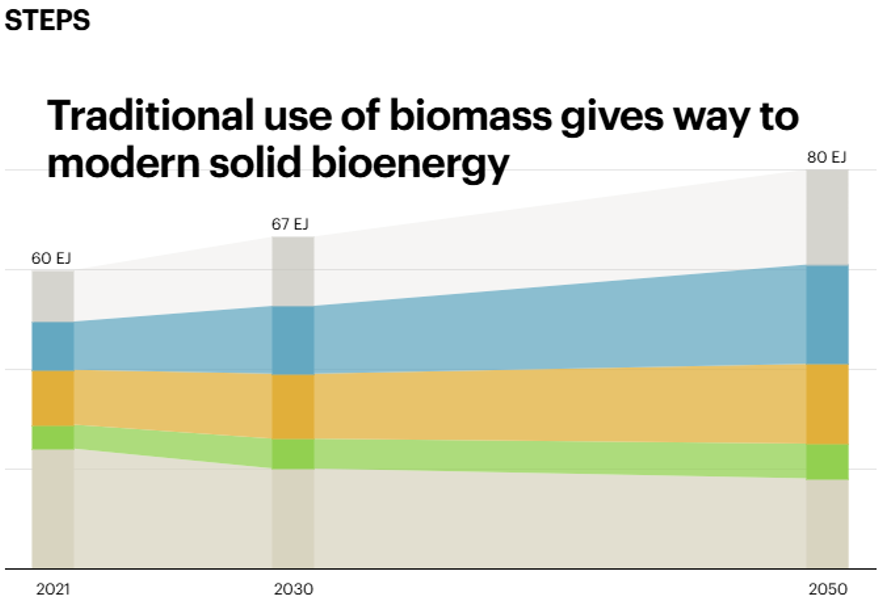 STEPS
Traditional use of biomass gives way to
modern solid bioenergy
80 EJ
67 EJ
60 EJ
2021
2030
2050